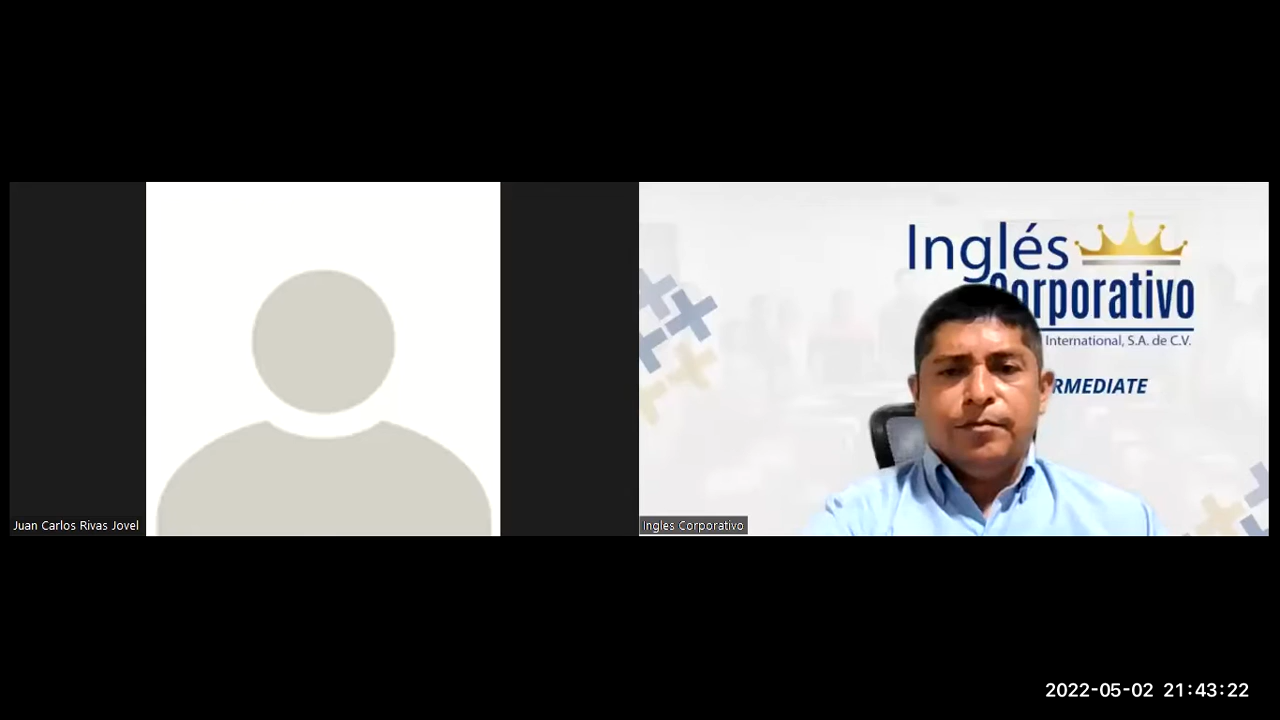 Inglés
Corporativo
International, S.A. de C.V.
RMEDIATE
Juan Carlos Rivas Jovel
Ingles Corporativo
2022-05-02 21:43:22